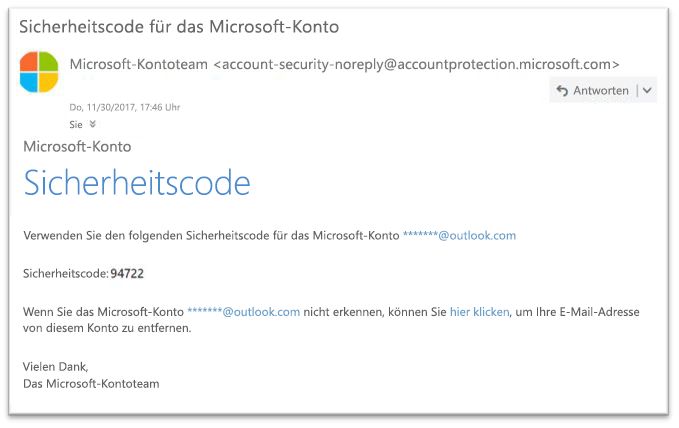 Sicherheitscode für das Microsoft-Konto
Microsoft-Kontoteam <account-security-noreply@accountprotection.microsoft.com>
Antworten
Do, 11/30/2017, 17:46 Uhr
Sie
Microsoft-Konto
Sicherheitscode
Verwenden Sie den folgenden Sicherheitscode für das Microsoft-Konto *******@outlook.com
Sicherheitscode: 94722
Wenn Sie das Microsoft-Konto *******@outlook.com nicht erkennen, können Sie hier klicken, um Ihre E-Mail-Adresse
von diesem Konto zu entfernen.
Vielen Dank,
Das Microsoft-Kontoteam